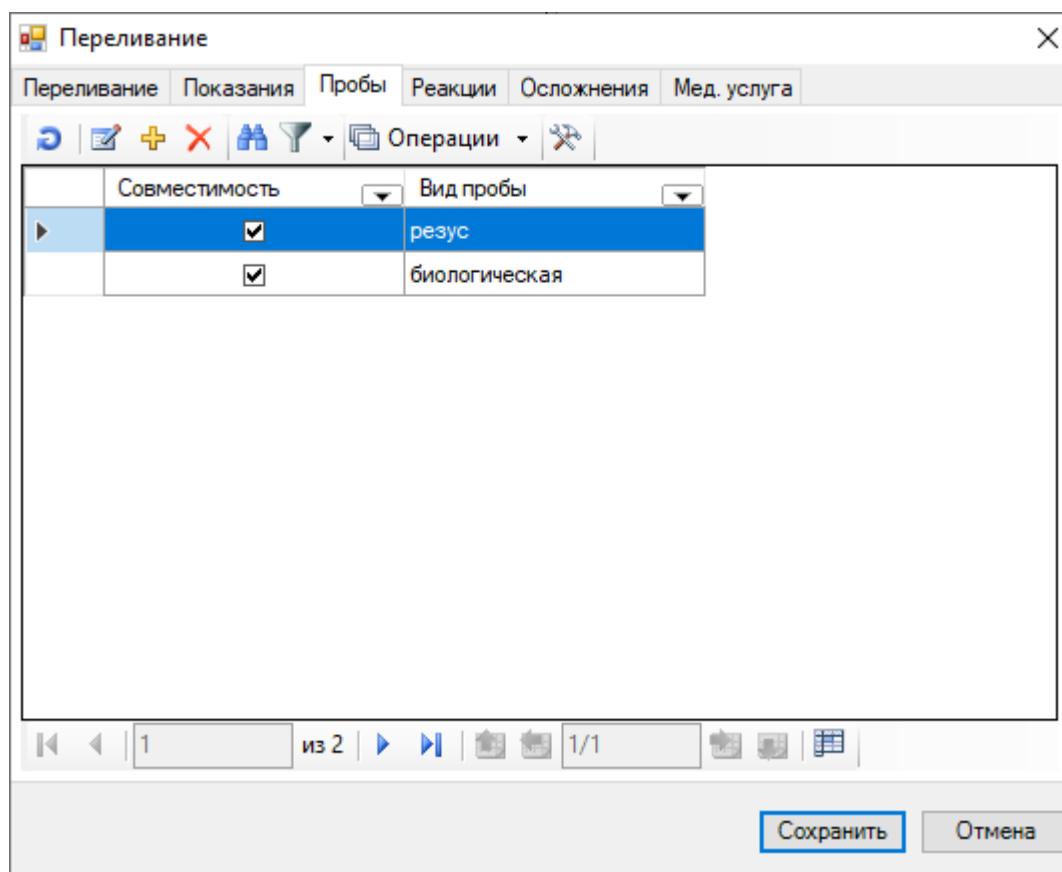 Переливание
Переливание Показания Пробы Реакции Осложнения Мед. услуга
Операции
Совместимость Вид пробы
резус
биологическая
1 из 2 1/1
Сохранить Отмена